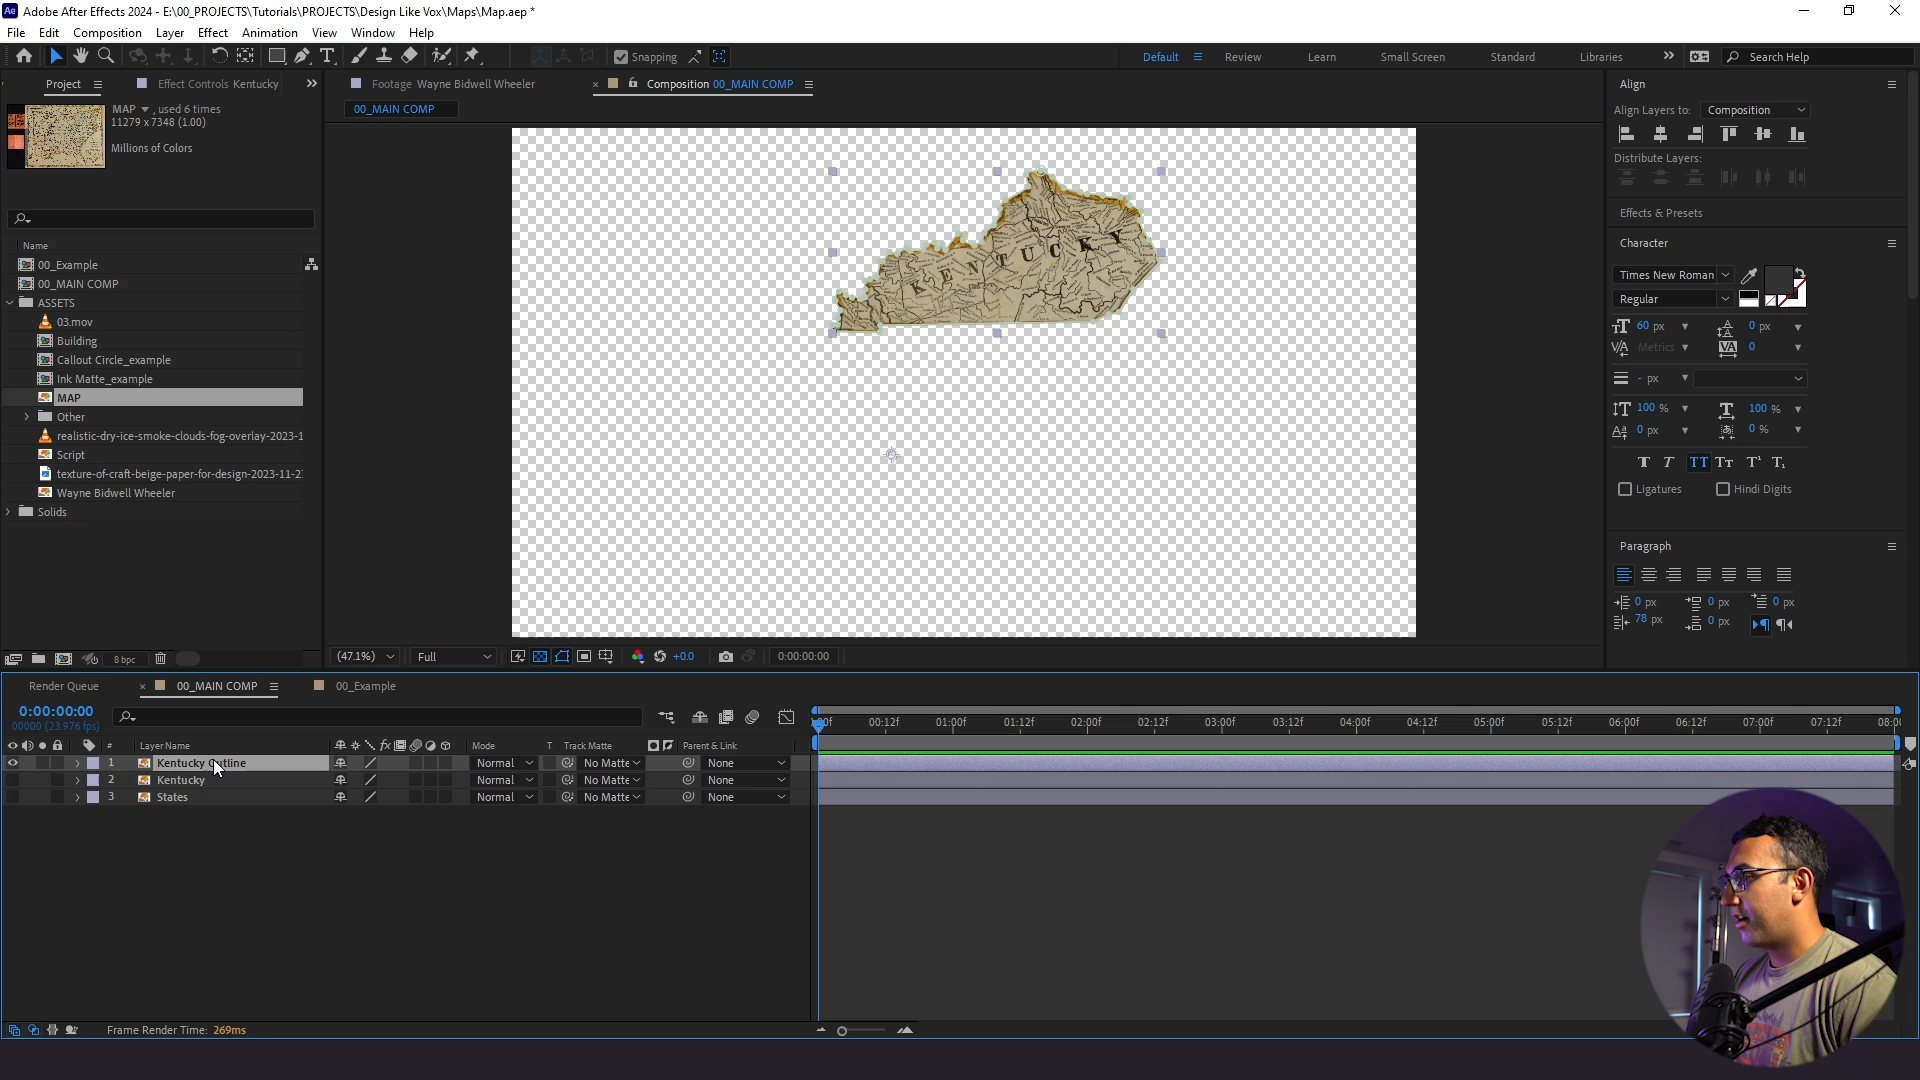 Ae Adobe After Effects 2024 - E:\00_PROJECTS\Tutorials\PROJECTS\Design Like Vox\Maps\Map.aep *
File Edit Composition Layer Effect Animation View Window Help
Snapping
Default Review Learn Small Screen Standard Libraries Search Help
Project Effect Controls Kentucky
Footage Wayne Bidwell Wheeler Composition 00_MAIN COMP
00_MAIN COMP
MAP , used 6 times
11279 x 7348 (1.00)
Millions of Colors
Name
00_Example
00_MAIN COMP
ASSETS
03.mov
Building
Callout Circle_example
Ink Matte_example
MAP
Other
realistic-dry-ice-smoke-clouds-fog-overlay-2023-1
Script
texture-of-craft-beige-paper-for-design-2023-11-2
Wayne Bidwell Wheeler
Solids
8 bpc
KENTUCKY
(47.1%) Full +0.0 0:00:00:00
Align
Align Layers to: Composition
Distribute Layers:
Effects & Presets
Character
Times New Roman
Regular
60 px 0 px
Metrics 0
- px
100 % 100 %
0 px 0 %
Ligatures Hindi Digits
Paragraph
0 px 0 px 0 px
78 px 0 px
Render Queue 00_MAIN COMP 00_Example
0:00:00:00
00000 (23.976 fps)
00:12f 01:00f 01:12f 02:00f 02:12f 03:00f 03:12f 04:00f 04:12f 05:00f 05:12f 06:00f 06:12f 07:00f 07:12f 08:0
# Layer Name Mode T Track Matte Parent & Link
1 Kentucky Outline Normal No Matte None
2 Kentucky Normal No Matte None
3 States Normal No Matte None
Frame Render Time: 269ms